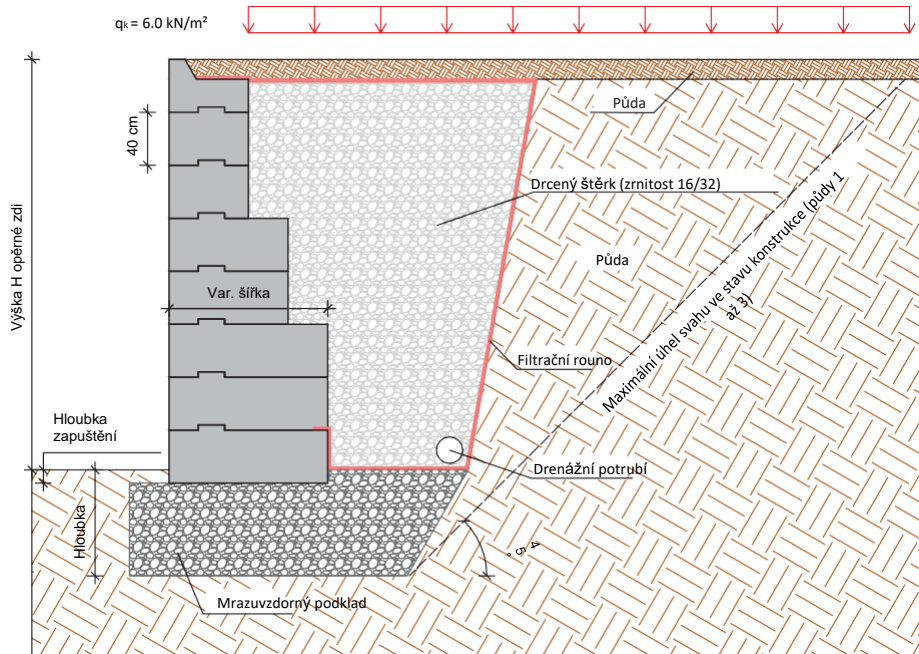 qk = 6.0 kN/m²
Půda
40 cm
Drcený štěrk (zrnitost 16/32)
Výška H opěrné zdi
Půda
Var. šířka
Maximální úhel svahu ve stavu konstrukce (půdy 1
až 3)
Filtrační rouno
Hloubka
zapuštění
Drenážní potrubí
Hloubka
45°
Mrazuvzdorný podklad